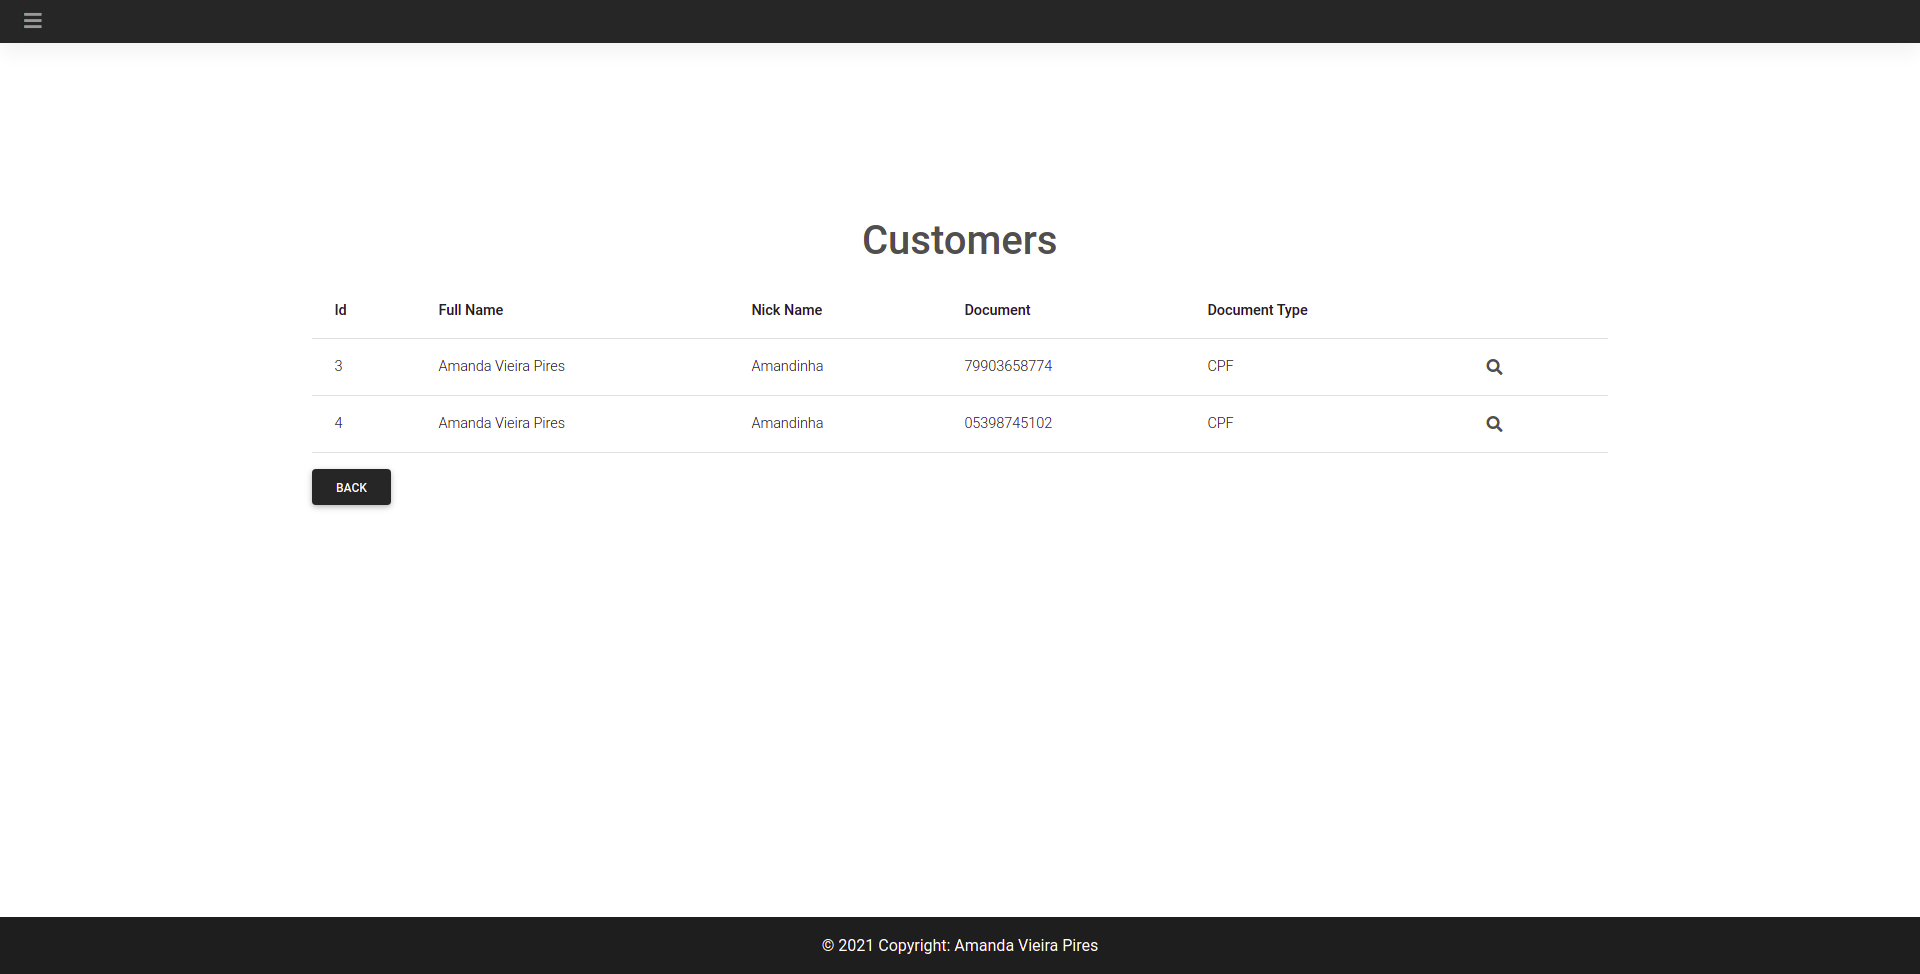 Customers
Id Full Name Nick Name Document Document Type
3 Amanda Vieira Pires Amandinha 79903658774 CPF
4 Amanda Vieira Pires Amandinha 05398745102 CPF
BACK
© 2021 Copyright: Amanda Vieira Pires